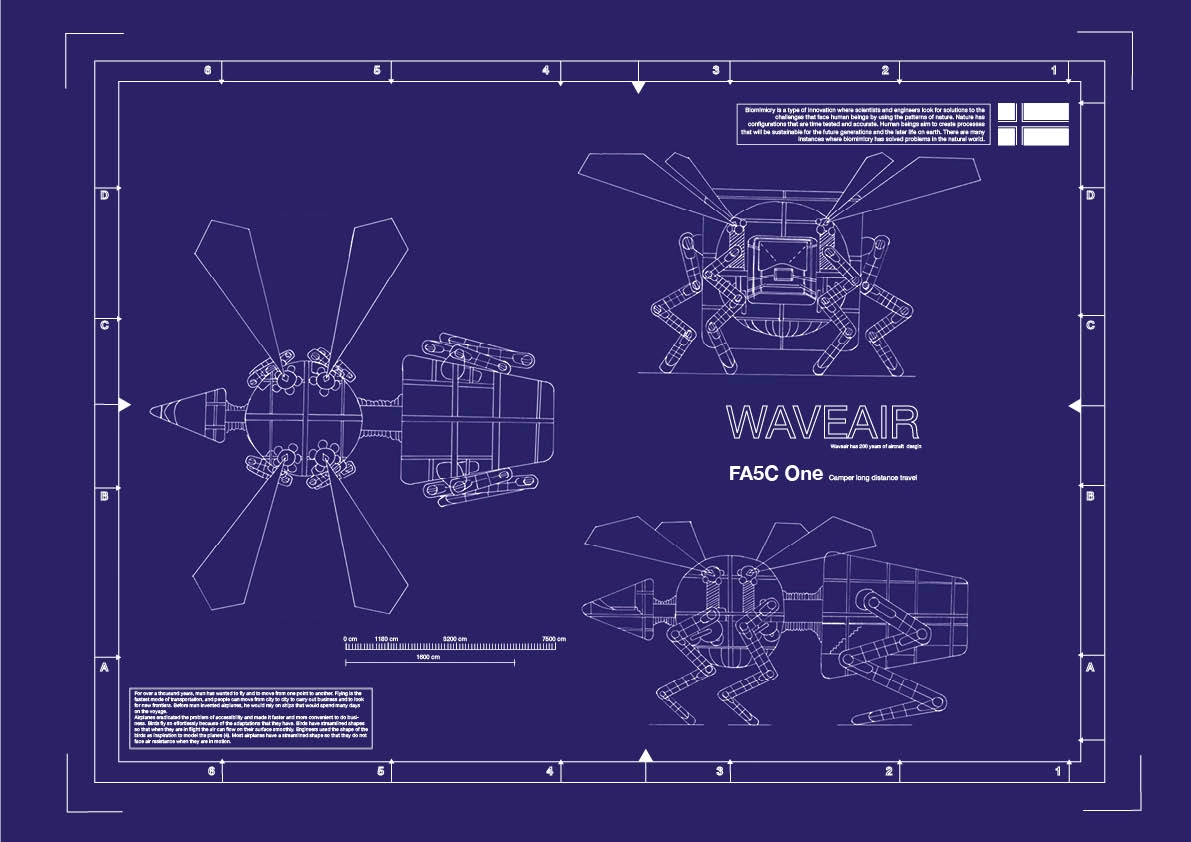 6 5 4 3 2 1
Biomimicry is a type of innovation where scientists and engineers look for solutions to the
challenges that face human beings by using the patterns of nature. Nature has
configurations that are time tested and accurate. Human beings aim to create processes
that will be sustainable for the future generations and the later life on earth. There are many
instances where biomimicry has solved problems in the natural world.
D D
C C
WAVEAIR
Waveair has 200 years of aircraft desgin
FA5C One Camper long distance travel
B B
0 cm 1180 cm 5200 cm 7500 cm
1600 cm
A A
For over a thousand years, man has wanted to fly and to move from one point to another. Flying is the
fastest mode of transportation, and people can move from city to city to carry out business and to look
for new frontiers. Before man invented airplanes, he would rely on ships that would spend many days
on the voyage.
Airplanes eradicated the problem of accessibility and made it faster and more convenient to do busi-
ness. Birds fly so effortlessly because of the adaptations that they have. Birds have streamlined shapes
so that when they are in flight the air can flow on their surface smoothly. Engineers used the shape of the
birds as inspiration to model the planes (4). Most airplanes have a streamlined shape so that they do not
face air resistance when they are in motion.
6 5 4 3 2 1